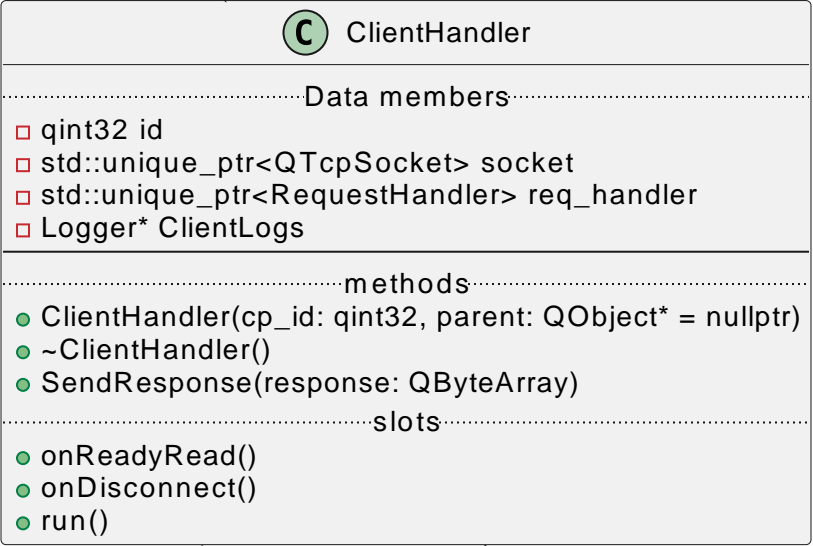 C ClientHandler
Data members
qint32 id
std::unique_ptr<QTcpSocket> socket
std::unique_ptr<RequestHandler> req_handler
Logger* ClientLogs
methods
ClientHandler(cp_id: qint32, parent: QObject* = nullptr)
~ClientHandler()
SendResponse(response: QByteArray)
slots
onReadyRead()
onDisconnect()
run()